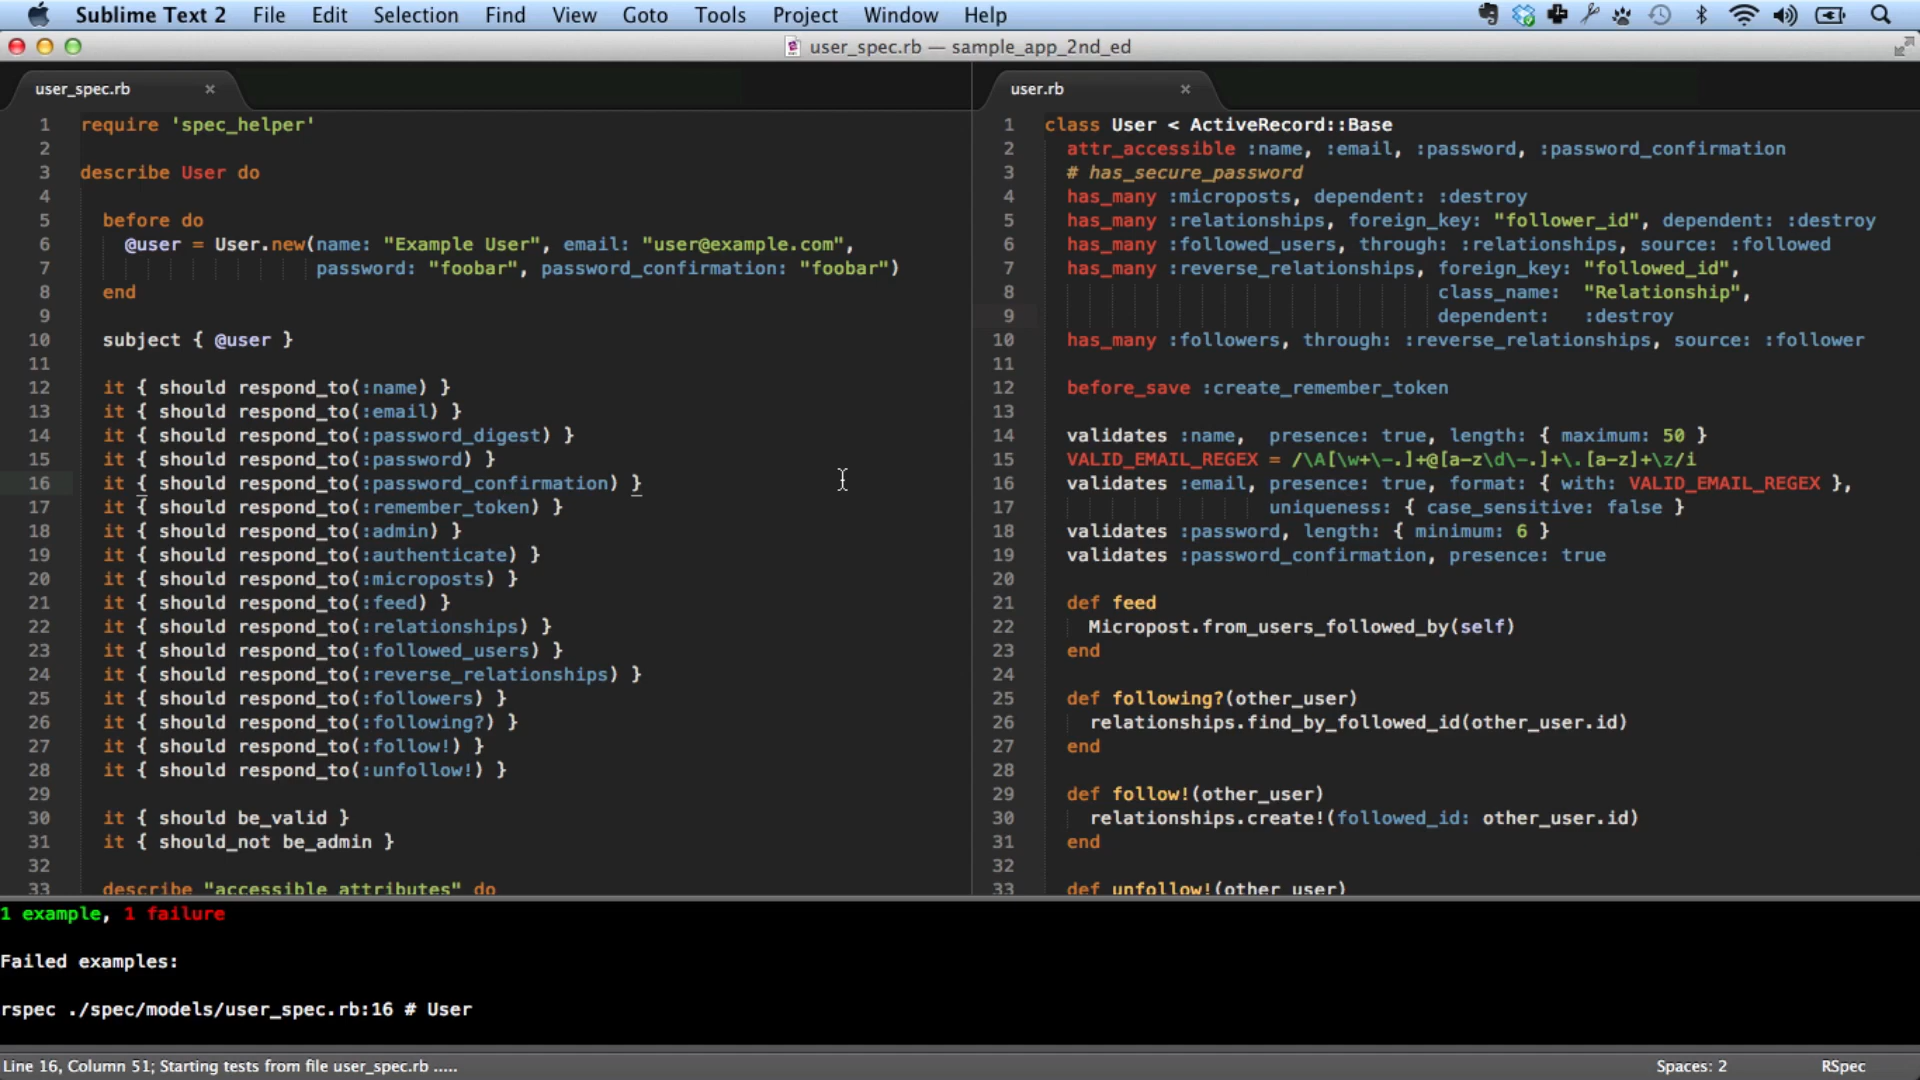 Sublime Text 2 File Edit Selection Find View Goto Tools Project Window Help
user_spec.rb — sample_app_2nd_ed
user_spec.rb ×
1 require 'spec_helper'
2
3 describe User do
4
5 before do
6 @user = User.new(name: "Example User", email: "user@example.com",
7 password: "foobar", password_confirmation: "foobar")
8 end
9
10 subject { @user }
11
12 it { should respond_to(:name) }
13 it { should respond_to(:email) }
14 it { should respond_to(:password_digest) }
15 it { should respond_to(:password) }
16 it { should respond_to(:password_confirmation) }
17 it { should respond_to(:remember_token) }
18 it { should respond_to(:admin) }
19 it { should respond_to(:authenticate) }
20 it { should respond_to(:microposts) }
21 it { should respond_to(:feed) }
22 it { should respond_to(:relationships) }
23 it { should respond_to(:followed_users) }
24 it { should respond_to(:reverse_relationships) }
25 it { should respond_to(:followers) }
26 it { should respond_to(:following?) }
27 it { should respond_to(:follow!) }
28 it { should respond_to(:unfollow!) }
29
30 it { should be_valid }
31 it { should_not be_admin }
32
33 describe "accessible attributes" do
user.rb ×
1 class User < ActiveRecord::Base
2 attr_accessible :name, :email, :password, :password_confirmation
3 # has_secure_password
4 has_many :microposts, dependent: :destroy
5 has_many :relationships, foreign_key: "follower_id", dependent: :destroy
6 has_many :followed_users, through: :relationships, source: :followed
7 has_many :reverse_relationships, foreign_key: "followed_id",
8 class_name: "Relationship",
9 dependent: :destroy
10 has_many :followers, through: :reverse_relationships, source: :follower
11
12 before_save :create_remember_token
13
14 validates :name, presence: true, length: { maximum: 50 }
15 VALID_EMAIL_REGEX = /\A[\w+\-.]+@[a-z\d\-.]+\.[a-z]+\z/i
16 validates :email, presence: true, format: { with: VALID_EMAIL_REGEX },
17 uniqueness: { case_sensitive: false }
18 validates :password, length: { minimum: 6 }
19 validates :password_confirmation, presence: true
20
21 def feed
22 Micropost.from_users_followed_by(self)
23 end
24
25 def following?(other_user)
26 relationships.find_by_followed_id(other_user.id)
27 end
28
29 def follow!(other_user)
30 relationships.create!(followed_id: other_user.id)
31 end
32
33 def unfollow!(other_user)
1 example, 1 failure
Failed examples:
rspec ./spec/models/user_spec.rb:16 # User
Line 16, Column 51; Starting tests from file user_spec.rb ..... Spaces: 2 RSpec